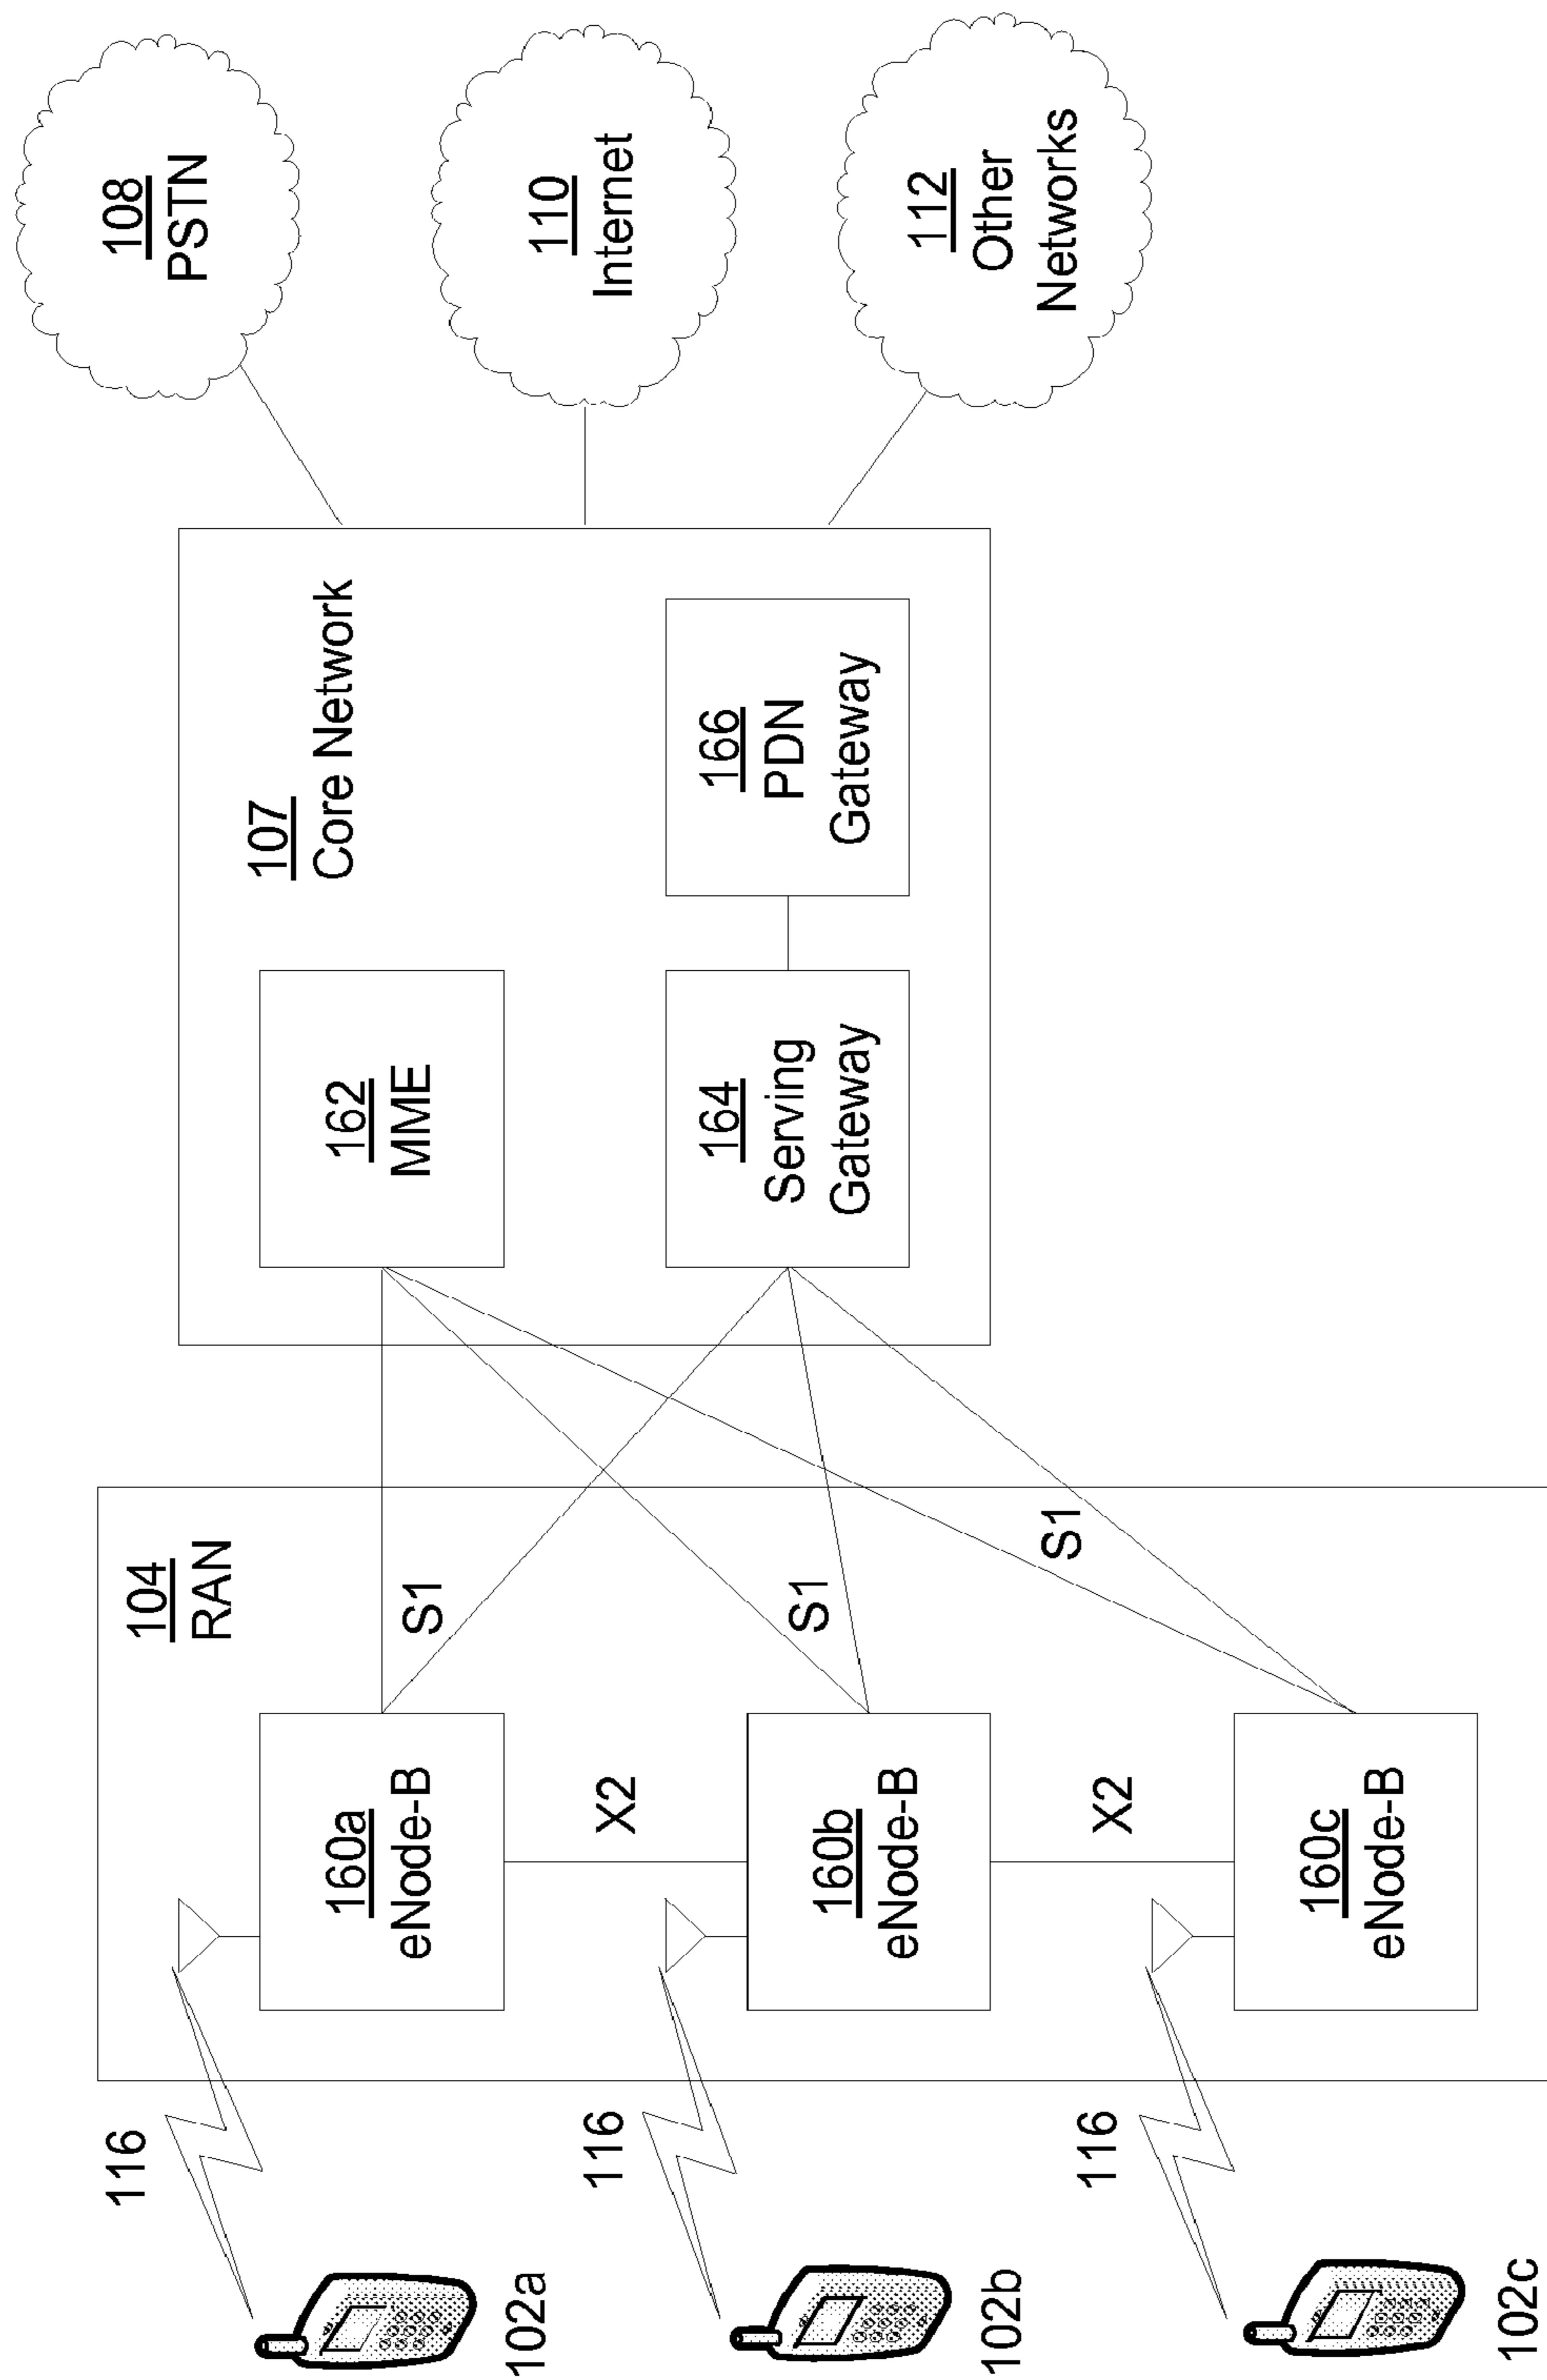 102a
102b
102c
116
116
116
104
RAN
160a
eNode-B
X2
160b
eNode-B
X2
160c
eNode-B
S1
S1
S1
107
Core Network
162
MME
164
Serving
Gateway
166
PDN
Gateway
108
PSTN
110
Internet
112
Other
Networks